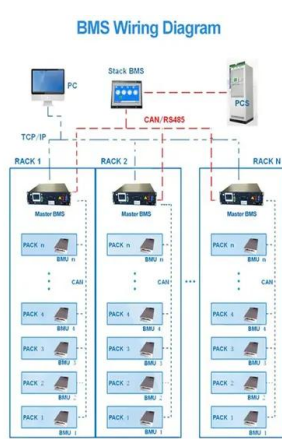 BMS Wiring Diagram
Stack BMS
PC
PCS
CAN/RS485
TCP/IP
RACK 1
RACK 2
RACK N
Master BMS
Master BMS
Master BMS
PACK n
BMU n
PACK n
BMU n
PACK n
BMU n
CAN
CAN
CAN
PACK 4
BMU 4
PACK 4
BMU 4
PACK 4
BMU 4
PACK 3
BMU 3
PACK 3
BMU 3
PACK 3
BMU 3
PACK 2
BMU 2
PACK 2
BMU 2
PACK 2
BMU 2
PACK 1
BMU 1
PACK 1
BMU 1
PACK 1
BMU 1